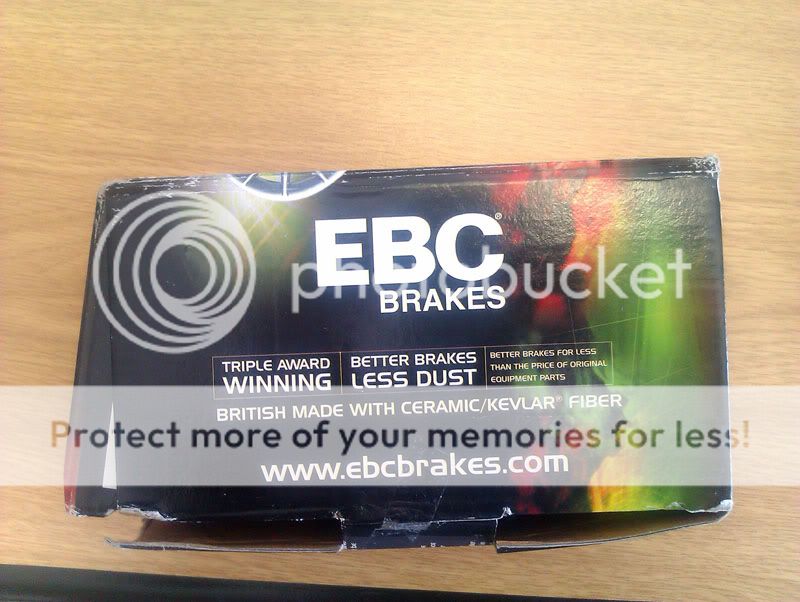 EBC®
BRAKES
photobucket
TRIPLE AWARD
WINNING
BETTER BRAKES
LESS DUST
BETTER BRAKES FOR LESS
THAN THE PRICE OF ORIGINAL
EQUIPMENT PARTS
BRITISH MADE WITH CERAMIC/KEVLAR® FIBER
Protect more of your memories for less!
www.ebcbrakes.com